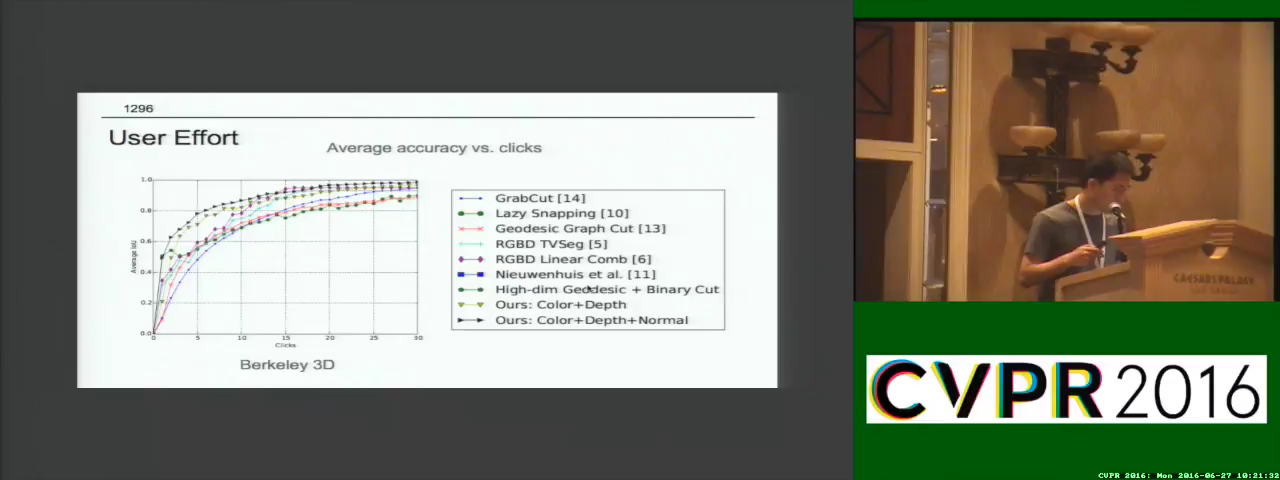 1296
User Effort
Average accuracy vs. clicks
1.0
0.8
0.6
0.4
0.2
0.0
Average IoU
0 5 10 15 20 25 30
Clicks
Berkeley 3D
GrabCut [14]
Lazy Snapping [10]
Geodesic Graph Cut [13]
RGBD TVSeg [5]
RGBD Linear Comb [6]
Nieuwenhuis et al. [11]
High-dim Geodesic + Binary Cut
Ours: Color+Depth
Ours: Color+Depth+Normal
CAESARS PALACE
CVPR 2016
CVPR 2016: Mon 2016-06-27 10:21:32